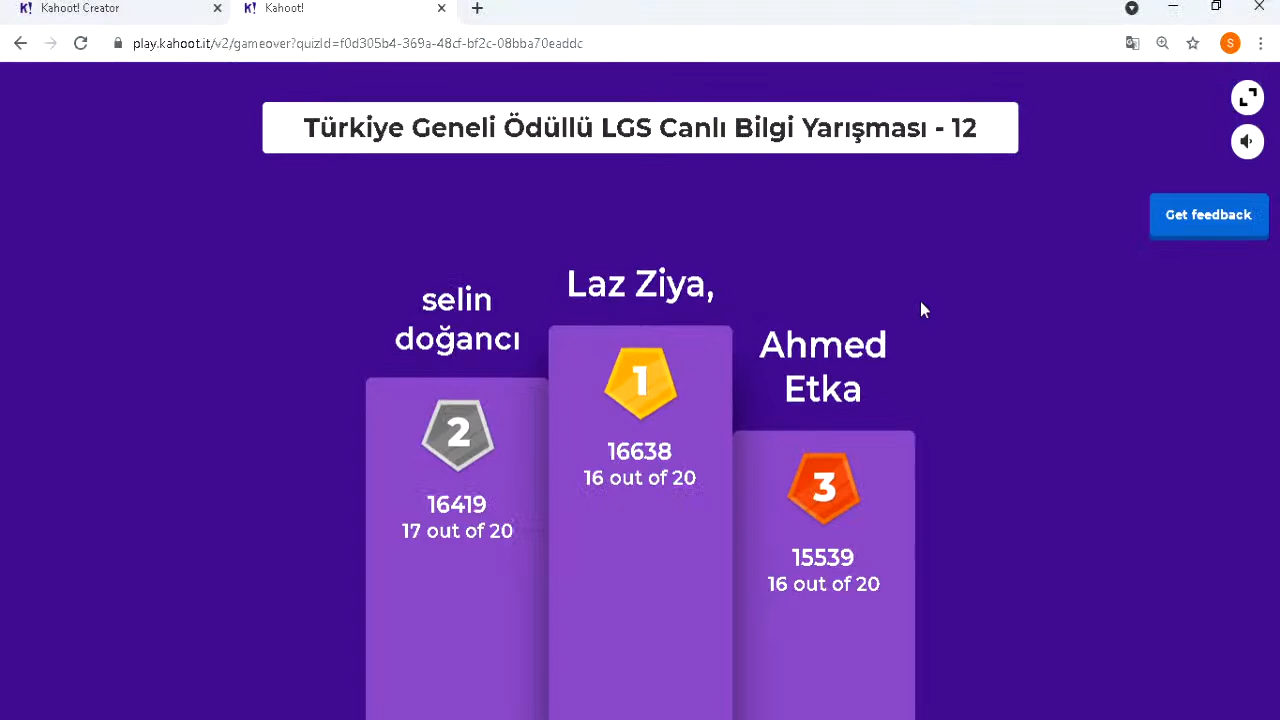 Kahoot! Creator
Kahoot!
play.kahoot.it/v2/gameover?quizId=f0d305b4-369a-48cf-bf2c-08bba70eaddc
S
Türkiye Geneli Ödüllü LGS Canlı Bilgi Yarışması - 12
Get feedback
Laz Ziya,
1
16638
16 out of 20
selin
doğancı
2
16419
17 out of 20
Ahmed
Etka
3
15539
16 out of 20